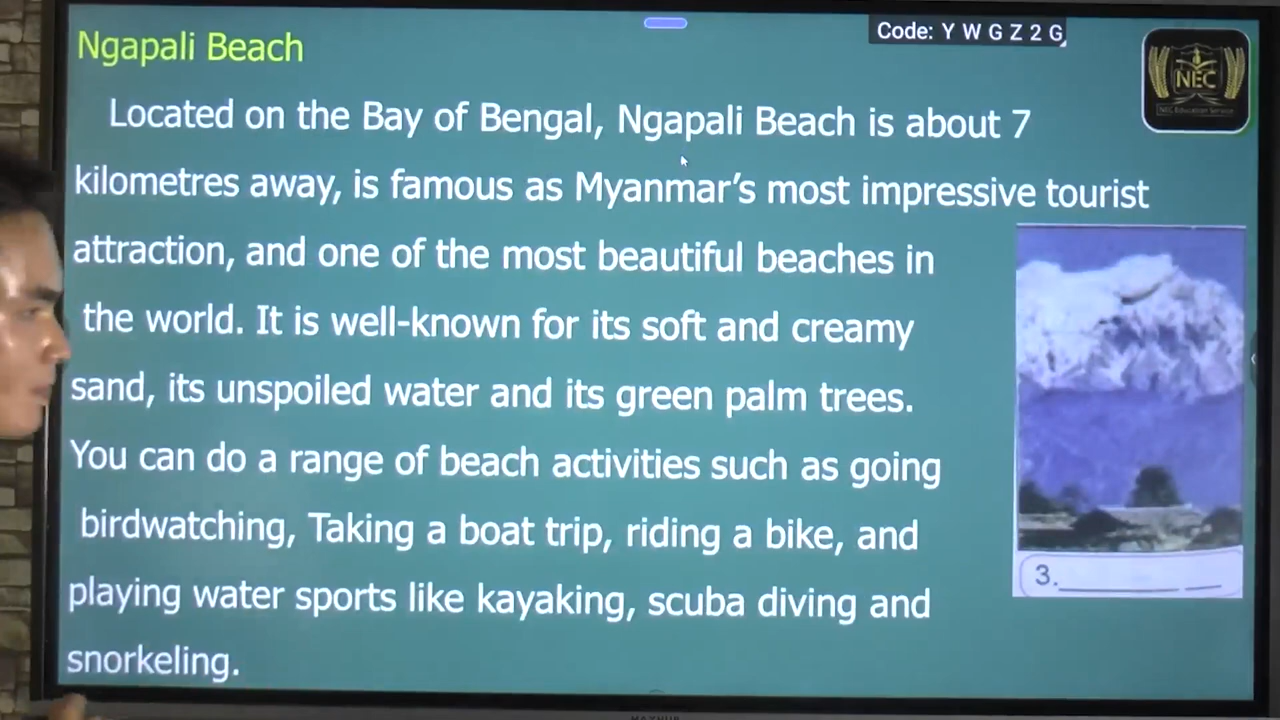 Ngapali Beach
Code: Y W G Z 2 G
NEC
NEC Education Service
Located on the Bay of Bengal, Ngapali Beach is about 7
kilometres away, is famous as Myanmar's most impressive tourist
attraction, and one of the most beautiful beaches in
the world. It is well-known for its soft and creamy
sand, its unspoiled water and its green palm trees.
You can do a range of beach activities such as going
birdwatching, Taking a boat trip, riding a bike, and
playing water sports like kayaking, scuba diving and
snorkeling.
3.